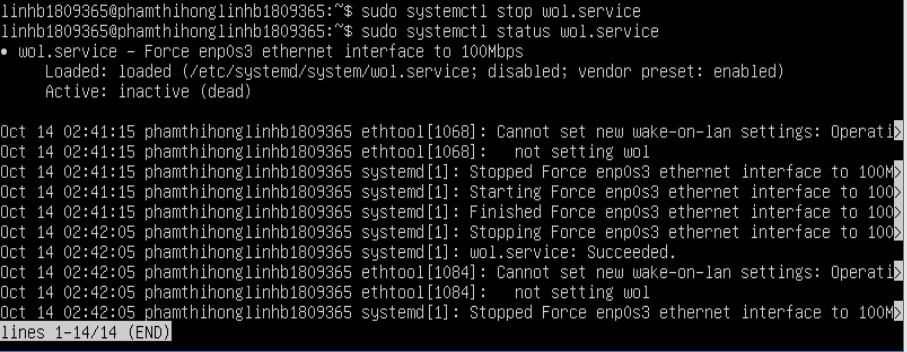 linhb1809365@phamthihonglinhb1809365:~$ sudo systemctl stop wol.service
linhb1809365@phamthihonglinhb1809365:~$ sudo systemctl status wol.service
● wol.service - Force enp0s3 ethernet interface to 100Mbps
     Loaded: loaded (/etc/systemd/system/wol.service; disabled; vendor preset: enabled)
     Active: inactive (dead)

Oct 14 02:41:15 phamthihonglinhb1809365 ethtool[1068]: Cannot set new wake-on-lan settings: Operati>
Oct 14 02:41:15 phamthihonglinhb1809365 ethtool[1068]:   not setting wol
Oct 14 02:41:15 phamthihonglinhb1809365 systemd[1]: Stopped Force enp0s3 ethernet interface to 100M>
Oct 14 02:41:15 phamthihonglinhb1809365 systemd[1]: Starting Force enp0s3 ethernet interface to 100>
Oct 14 02:41:15 phamthihonglinhb1809365 systemd[1]: Finished Force enp0s3 ethernet interface to 100>
Oct 14 02:42:05 phamthihonglinhb1809365 systemd[1]: Stopping Force enp0s3 ethernet interface to 100>
Oct 14 02:42:05 phamthihonglinhb1809365 systemd[1]: wol.service: Succeeded.
Oct 14 02:42:05 phamthihonglinhb1809365 ethtool[1084]: Cannot set new wake-on-lan settings: Operati>
Oct 14 02:42:05 phamthihonglinhb1809365 ethtool[1084]:   not setting wol
Oct 14 02:42:05 phamthihonglinhb1809365 systemd[1]: Stopped Force enp0s3 ethernet interface to 100M>
lines 1-14/14 (END)